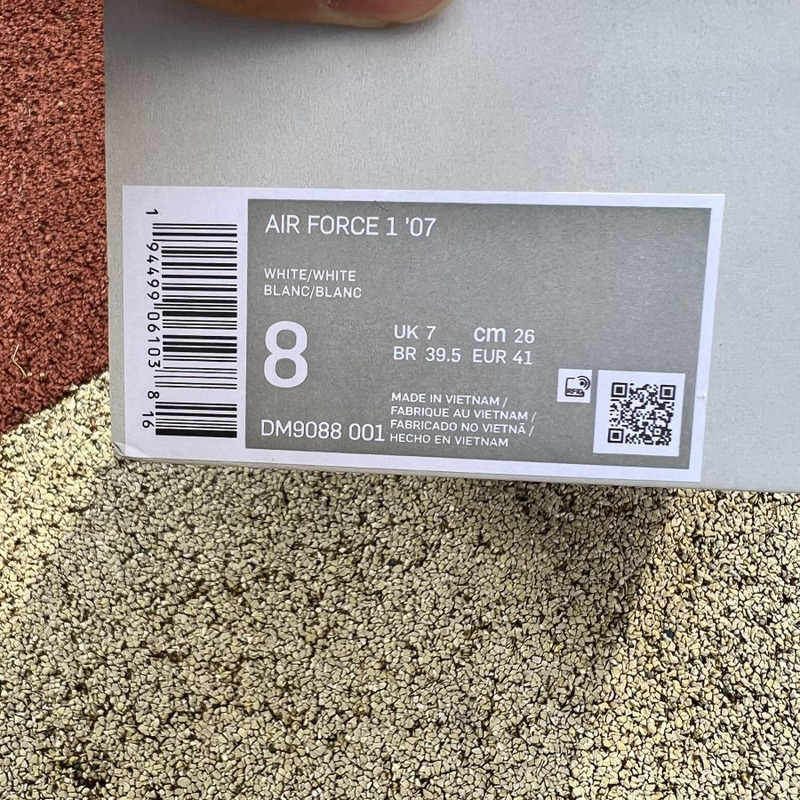 AIR FORCE 1 '07
WHITE/WHITE
BLANC/BLANC
8
UK 7 cm 26
BR 39.5 EUR 41
RFID
MADE IN VIETNAM /
FABRIQUE AU VIETNAM /
FABRICADO NO VIETNÃ /
HECHO EN VIETNAM
DM9088 001
1 94499 06103 8 16